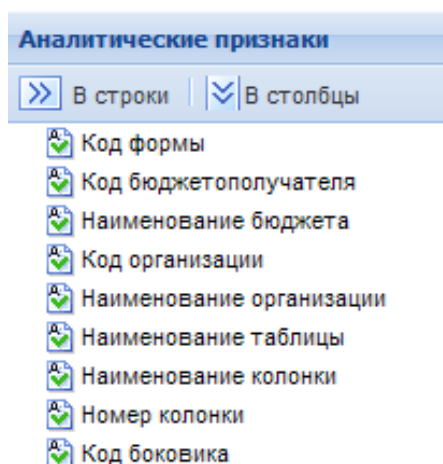 Аналитические признаки
В строки В столбцы
Код формы
Код бюджетополучателя
Наименование бюджета
Код организации
Наименование организации
Наименование таблицы
Наименование колонки
Номер колонки
Код боковика